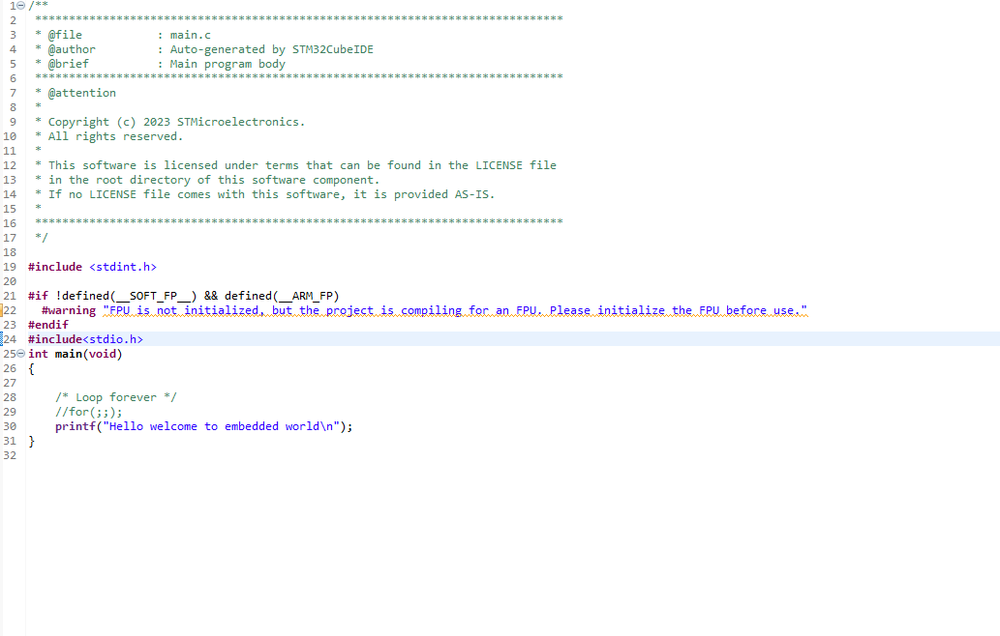 1 /**
2 ******************************************************************************
3 * @file           : main.c
4 * @author         : Auto-generated by STM32CubeIDE
5 * @brief          : Main program body
6 ******************************************************************************
7 * @attention
8 *
9 * Copyright (c) 2023 STMicroelectronics.
10 * All rights reserved.
11 *
12 * This software is licensed under terms that can be found in the LICENSE file
13 * in the root directory of this software component.
14 * If no LICENSE file comes with this software, it is provided AS-IS.
15 *
16 ******************************************************************************
17 */
18
19 #include <stdint.h>
20
21 #if !defined(__SOFT_FP__) && defined(__ARM_FP)
22   #warning "FPU is not initialized, but the project is compiling for an FPU. Please initialize the FPU before use."
23 #endif
24 #include<stdio.h>
25 int main(void)
26 {
27
28     /* Loop forever */
29     //for(;;);
30     printf("Hello welcome to embedded world\n");
31 }
32